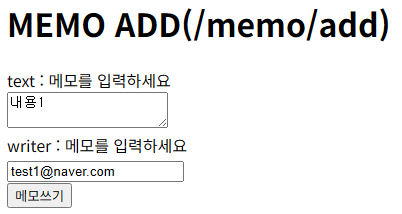 MEMO ADD(/memo/add)
text : 메모를 입력하세요
내용1
writer : 메모를 입력하세요
test1@naver.com
메모쓰기